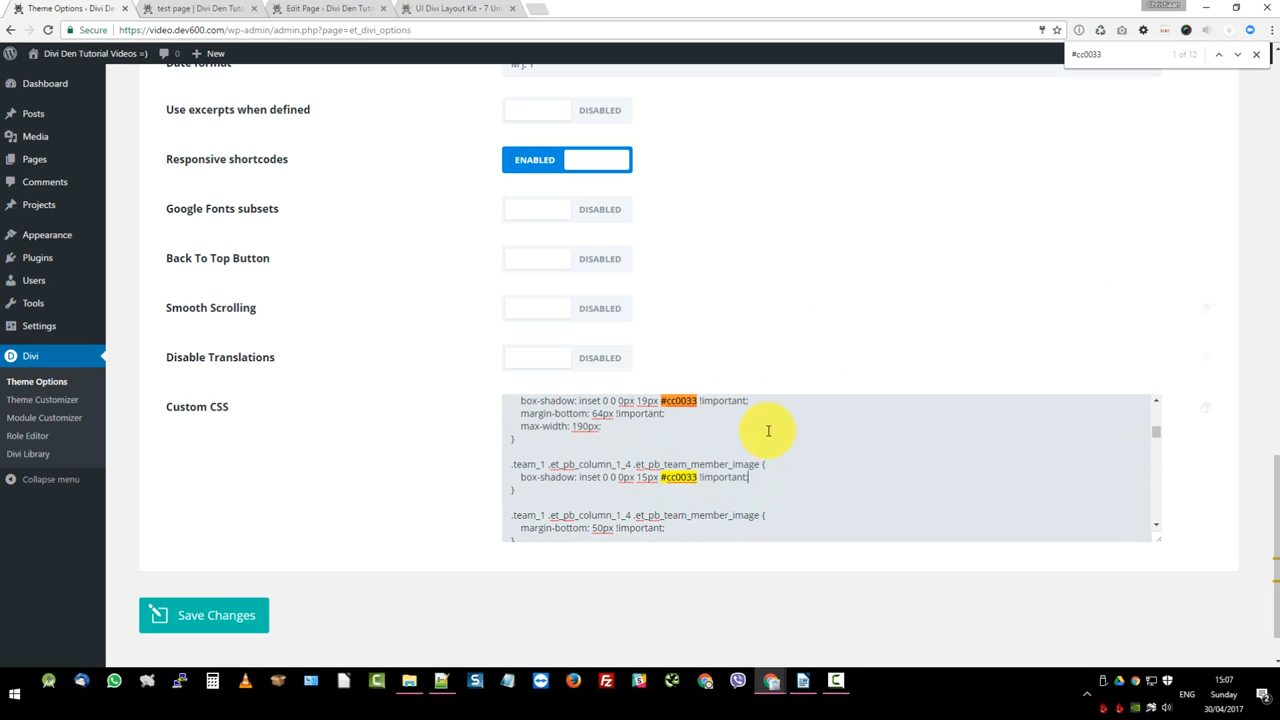 Theme Options ‹ Divi De
test page | Divi Den Tuto
Edit Page ‹ Divi Den Tuto
UI Divi Layout Kit - 7 Un
Christiaan
Secure
https://video.dev600.com/wp-admin/admin.php?page=et_divi_options
Divi Den Tutorial Videos =)
0
New
#cc0033
1 of 12
Dashboard
Posts
Media
Pages
Comments
Projects
Appearance
Plugins
Users
Tools
Settings
Divi
Theme Options
Theme Customizer
Module Customizer
Role Editor
Divi Library
Collapse menu
Date format
M j, Y
Use excerpts when defined
DISABLED
Responsive shortcodes
ENABLED
Google Fonts subsets
DISABLED
Back To Top Button
DISABLED
Smooth Scrolling
DISABLED
Disable Translations
DISABLED
Custom CSS
box-shadow: inset 0 0 0px 19px #cc0033 !important;
margin-bottom: 64px !important;
max-width: 190px;
}
.team_1 .et_pb_column_1_4 .et_pb_team_member_image {
box-shadow: inset 0 0 0px 15px #cc0033 !important;
}
.team_1 .et_pb_column_1_4 .et_pb_team_member_image {
margin-bottom: 50px !important;
}
Save Changes
ENG
15:07
Sunday
30/04/2017